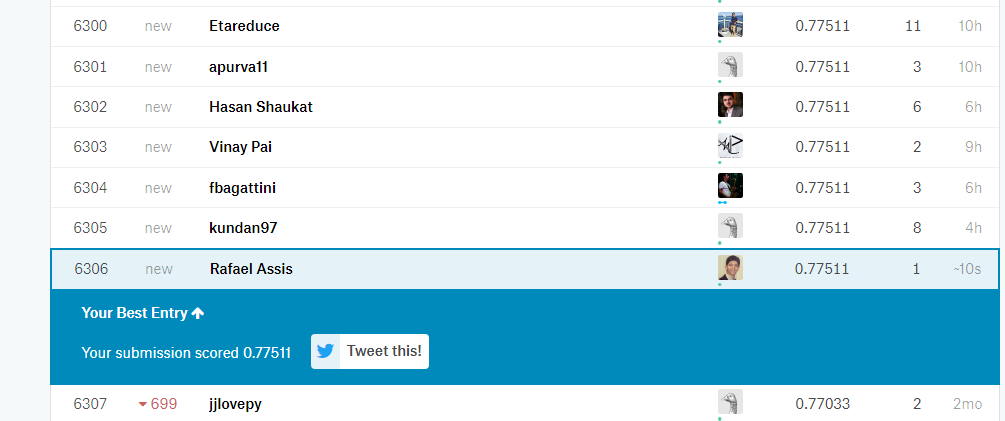 6300 new Etareduce 0.77511 11 10h
6301 new apurva11 0.77511 3 10h
6302 new Hasan Shaukat 0.77511 6 6h
6303 new Vinay Pai 0.77511 2 9h
6304 new fbagattini 0.77511 3 6h
6305 new kundan97 0.77511 8 4h
6306 new Rafael Assis 0.77511 1 ~10s
Your Best Entry
Your submission scored 0.77511 Tweet this!
6307 699 jjlovepy 0.77033 2 2mo